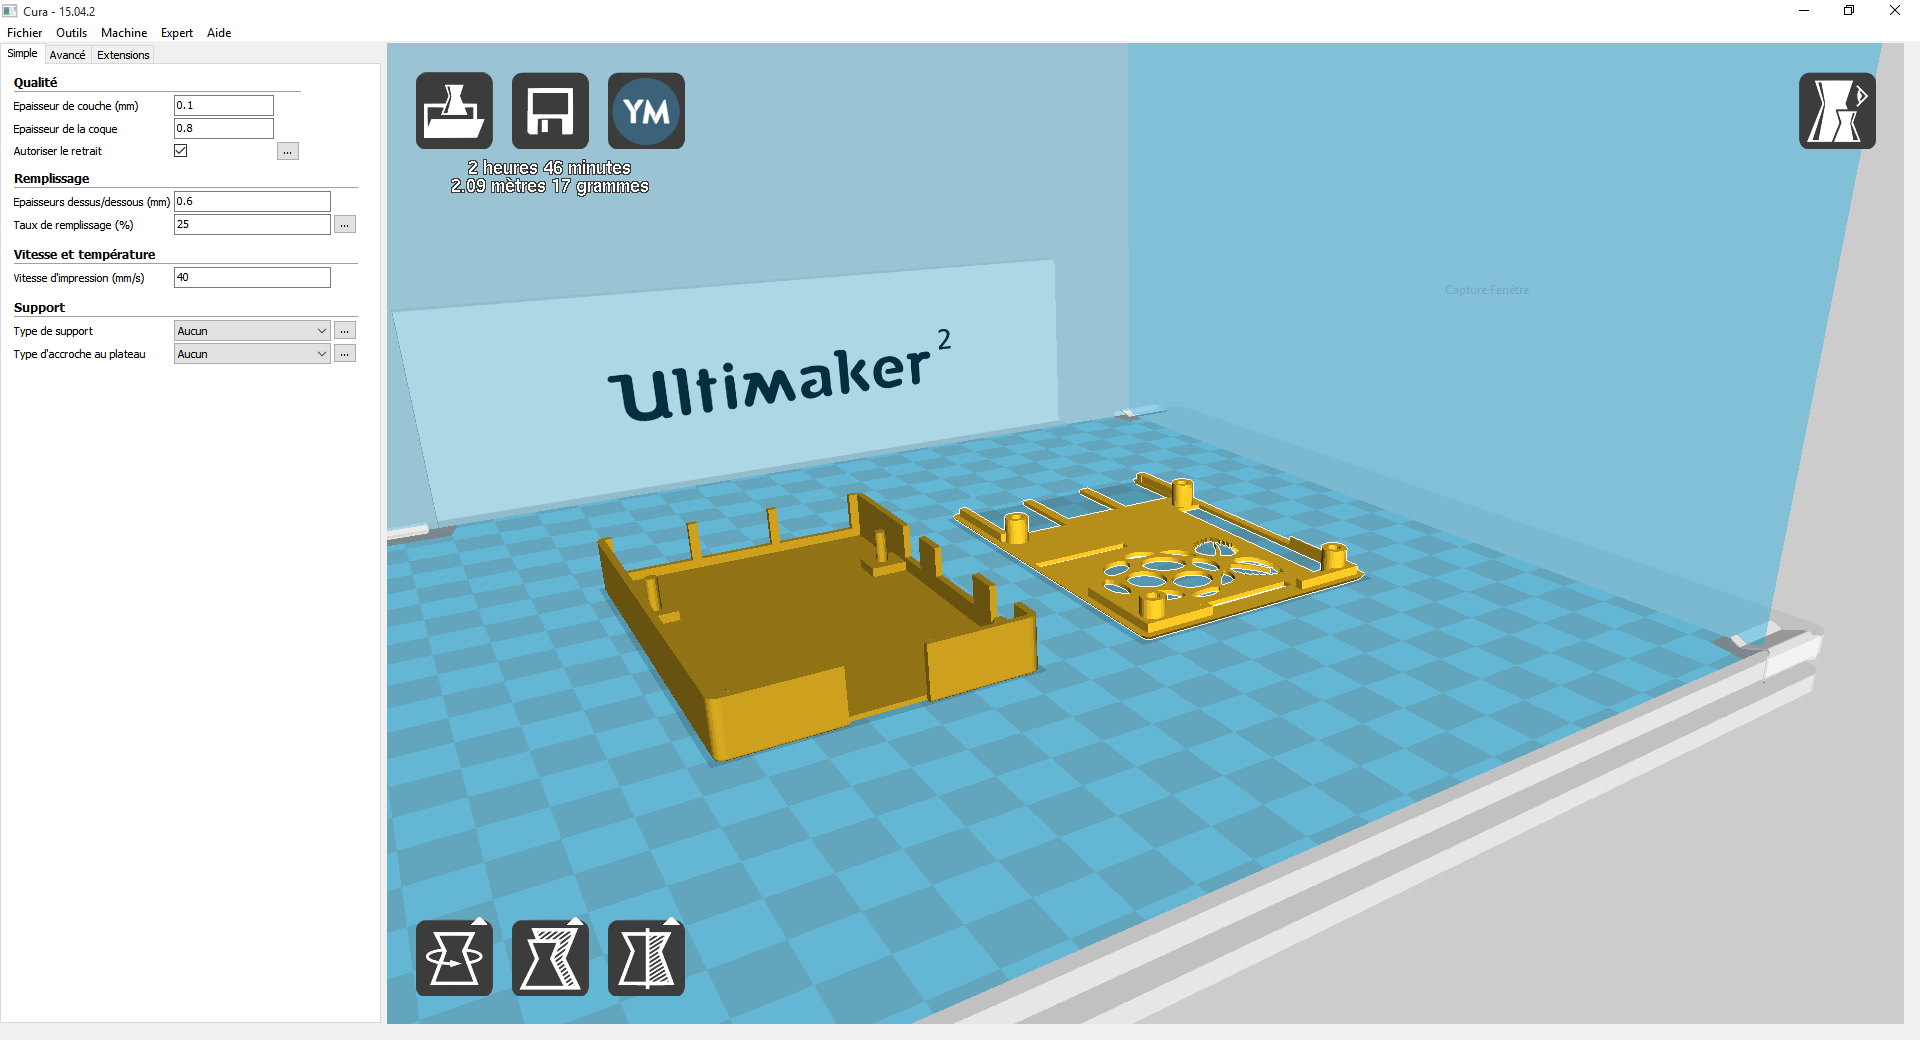 Cura - 15.04.2
Fichier Outils Machine Expert Aide
Simple Avancé Extensions
Qualité
Epaisseur de couche (mm) 0.1
Epaisseur de la coque 0.8
Autoriser le retrait ...
Remplissage
Epaisseurs dessus/dessous (mm) 0.6
Taux de remplissage (%) 25 ...
Vitesse et température
Vitesse d'impression (mm/s) 40
Support
Type de support Aucun ...
Type d'accroche au plateau Aucun ...
YM
2 heures 46 minutes
2.09 mètres 17 grammes
Capture Fenêtre
Ultimaker²